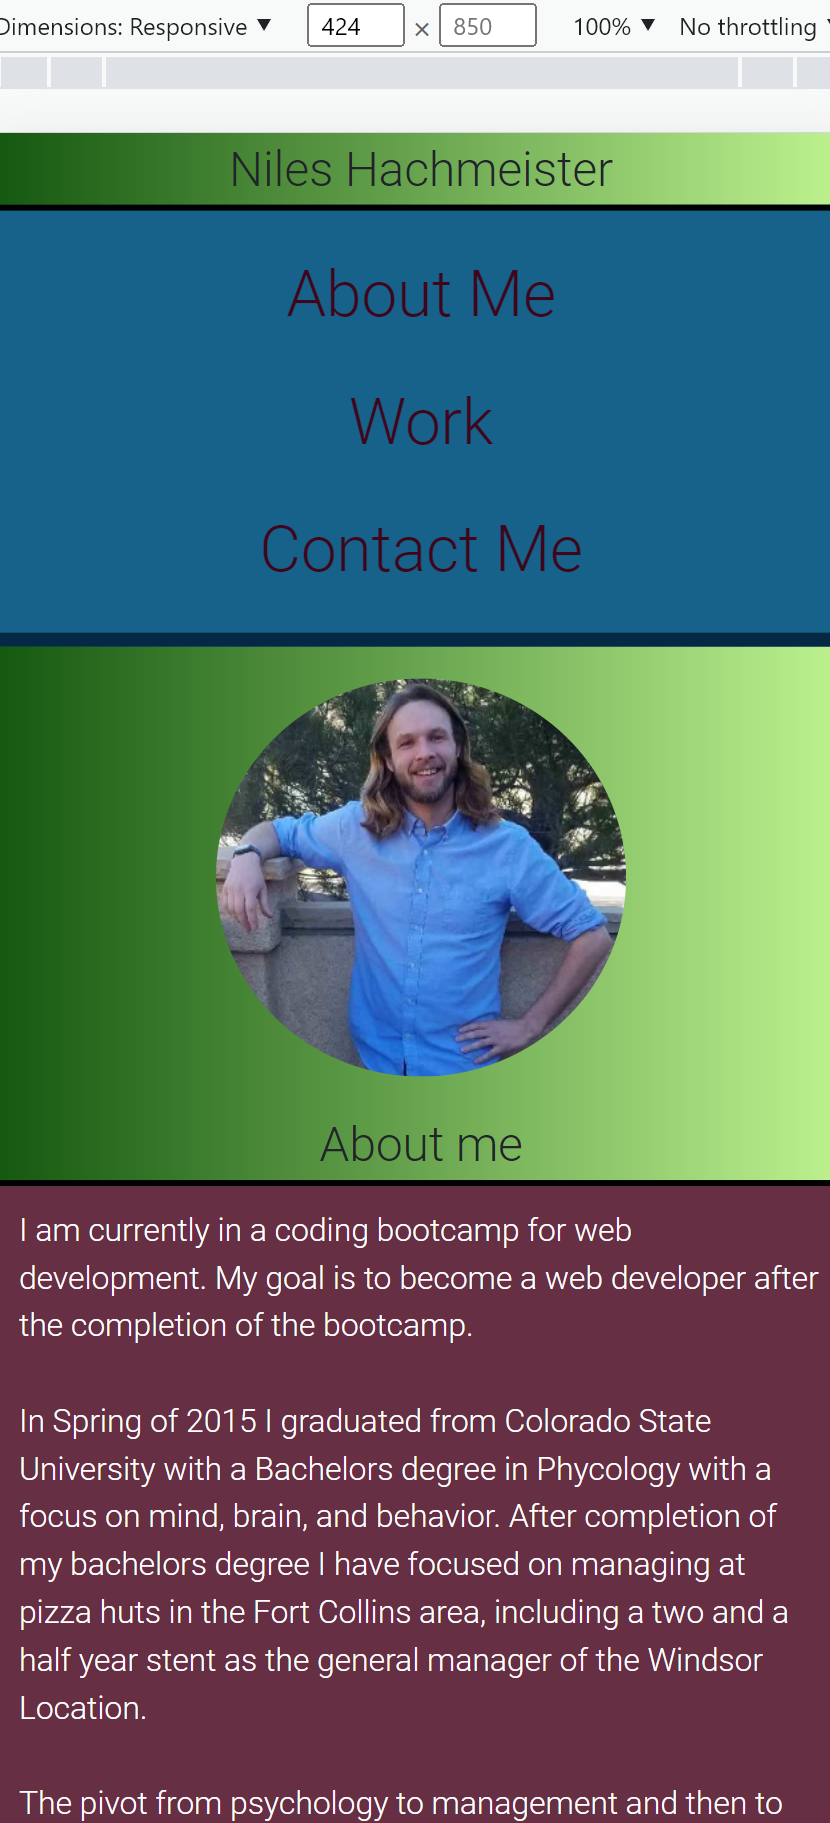 Dimensions: Responsive ▼ 424 × 850 100% ▼ No throttling
Niles Hachmeister
About Me
Work
Contact Me
About me
I am currently in a coding bootcamp for web
development. My goal is to become a web developer after
the completion of the bootcamp.
In Spring of 2015 I graduated from Colorado State
University with a Bachelors degree in Phycology with a
focus on mind, brain, and behavior. After completion of
my bachelors degree I have focused on managing at
pizza huts in the Fort Collins area, including a two and a
half year stent as the general manager of the Windsor
Location.
The pivot from psychology to management and then to